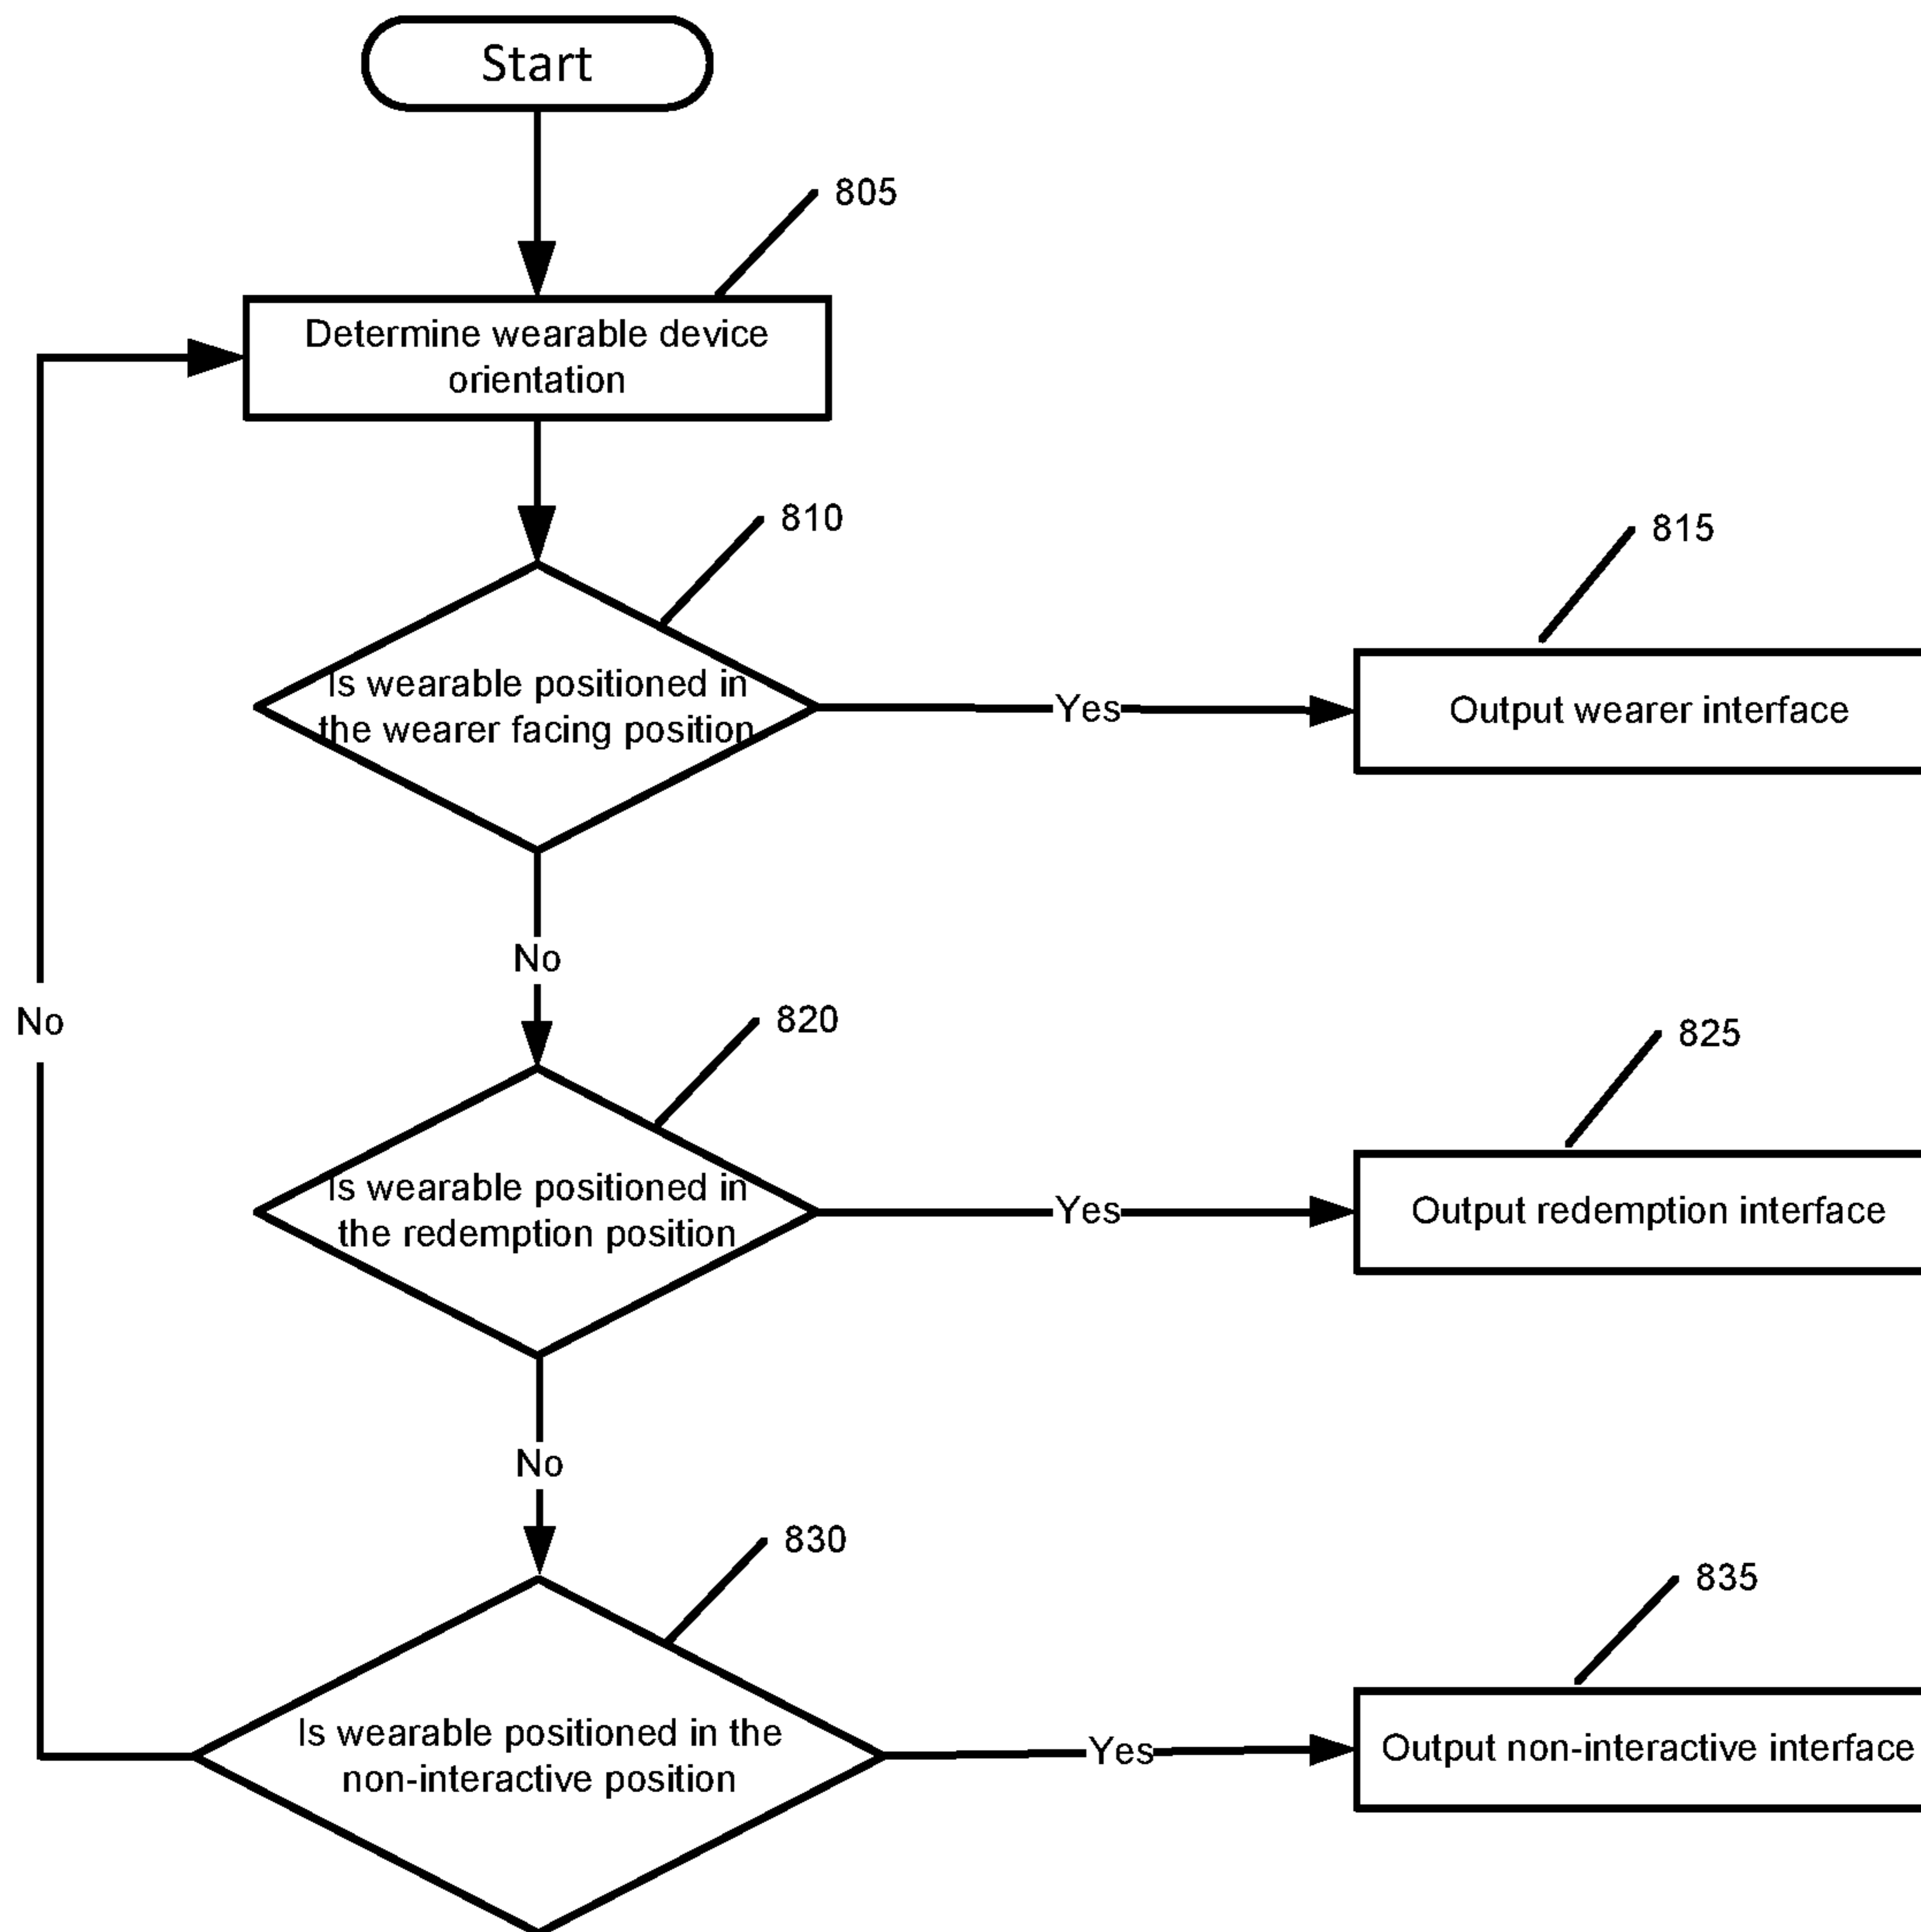 Start
805
Determine wearable device
orientation
810
Is wearable positioned in
the wearer facing position
Yes
815
Output wearer interface
No
No
820
Is wearable positioned in
the redemption position
Yes
825
Output redemption interface
No
830
Is wearable positioned in the
non-interactive position
Yes
835
Output non-interactive interface